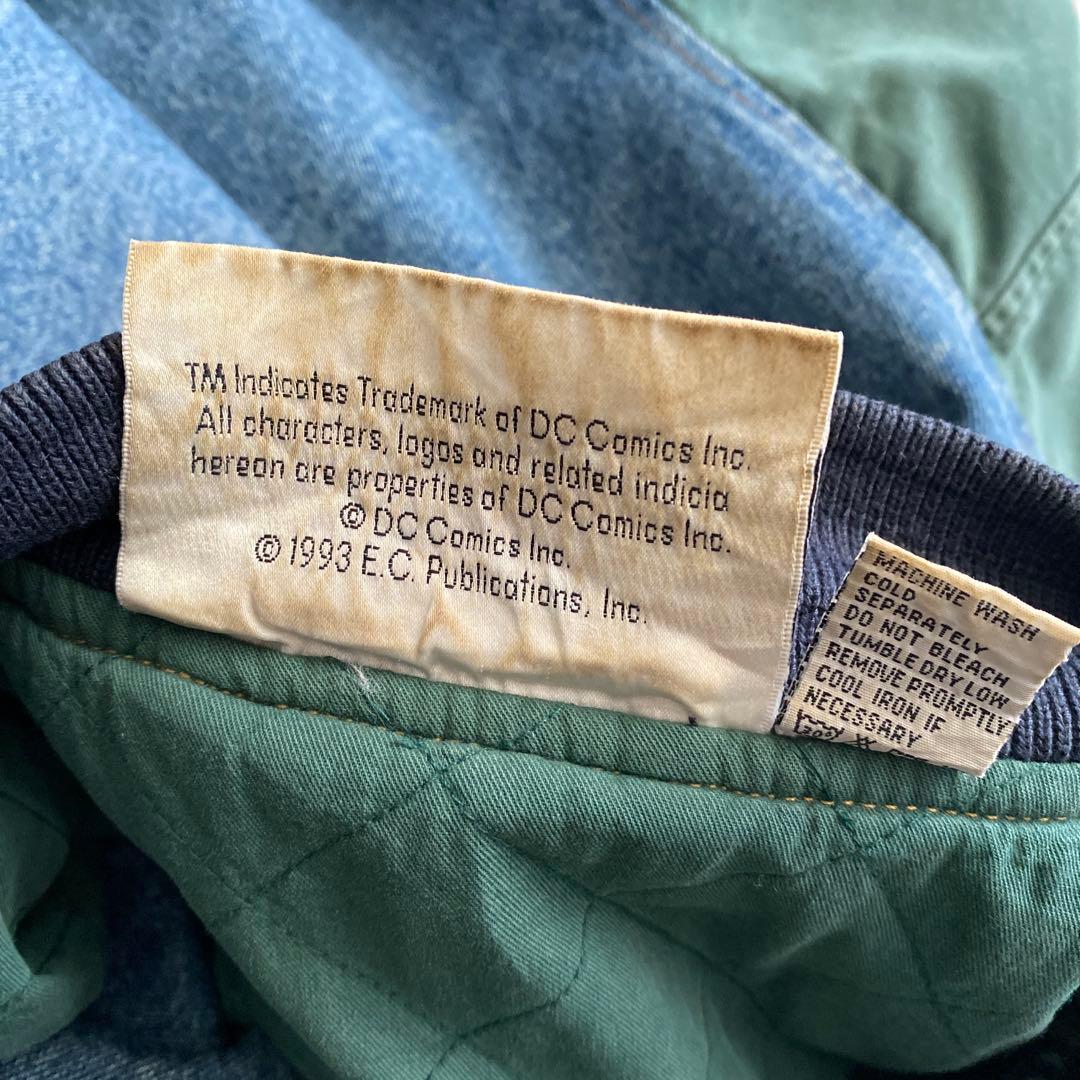 TM Indicates Trademark of DC Comics Inc.
All characters, logos and related indicia
hereon are properties of DC Comics Inc.
© DC Comics Inc.
© 1993 E.C. Publications, Inc.
MACHINE WASH
COLD
SEPARATELY
DO NOT BLEACH
TUMBLE DRY LOW
REMOVE PROMPTLY
COOL IRON IF
NECESSARY